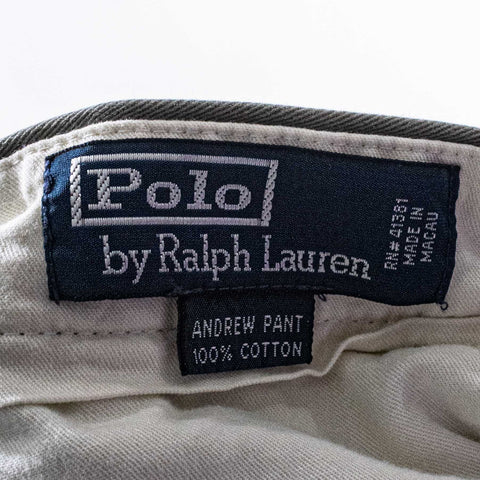 Polo
by Ralph Lauren
RN# 41381
MADE IN
MACAU
ANDREW PANT
100% COTTON